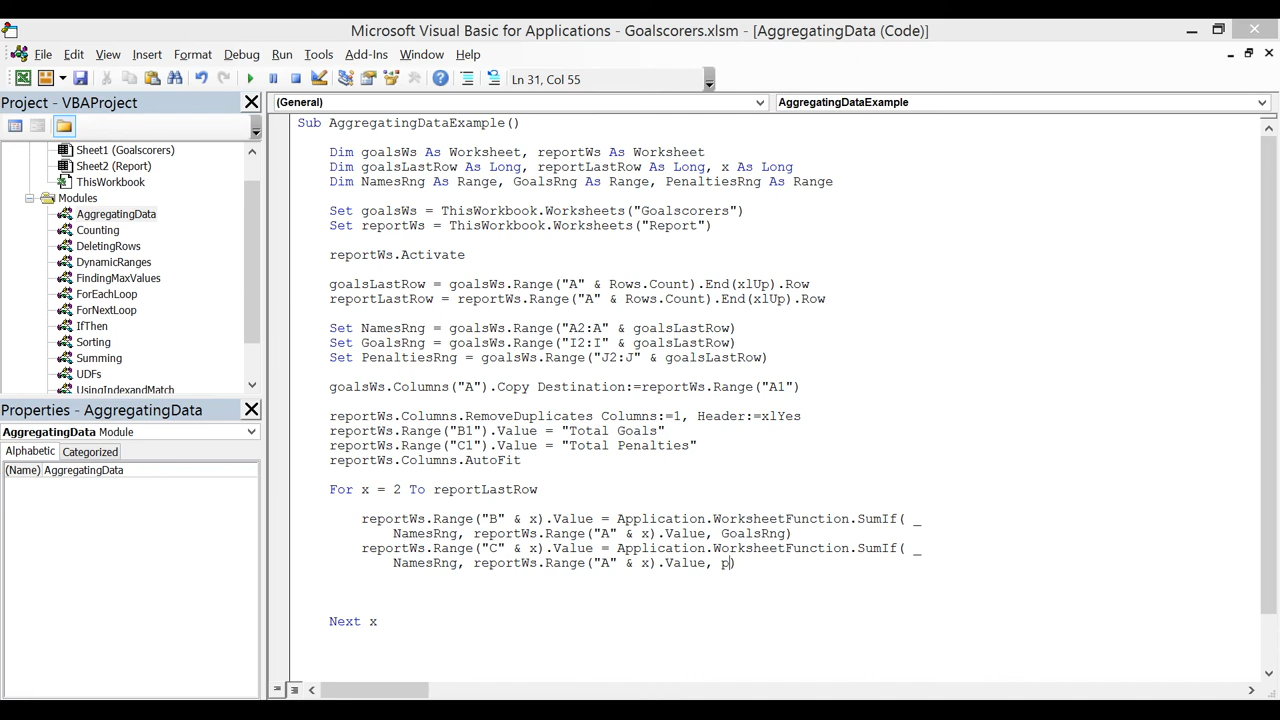 Microsoft Visual Basic for Applications - Goalscorers.xlsm - [AggregatingData (Code)]
File Edit View Insert Format Debug Run Tools Add-Ins Window Help
Ln 31, Col 55
Project - VBAProject
(General) AggregatingDataExample
Sheet1 (Goalscorers)
Sheet2 (Report)
ThisWorkbook
Modules
AggregatingData
Counting
DeletingRows
DynamicRanges
FindingMaxValues
ForEachLoop
ForNextLoop
IfThen
Sorting
Summing
UDFs
UsingIndexandMatch
Properties - AggregatingData
AggregatingData Module
Alphabetic Categorized
(Name) AggregatingData
Sub AggregatingDataExample()
Dim goalsWs As Worksheet, reportWs As Worksheet
Dim goalsLastRow As Long, reportLastRow As Long, x As Long
Dim NamesRng As Range, GoalsRng As Range, PenaltiesRng As Range
Set goalsWs = ThisWorkbook.Worksheets("Goalscorers")
Set reportWs = ThisWorkbook.Worksheets("Report")
reportWs.Activate
goalsLastRow = goalsWs.Range("A" & Rows.Count).End(xlUp).Row
reportLastRow = reportWs.Range("A" & Rows.Count).End(xlUp).Row
Set NamesRng = goalsWs.Range("A2:A" & goalsLastRow)
Set GoalsRng = goalsWs.Range("I2:I" & goalsLastRow)
Set PenaltiesRng = goalsWs.Range("J2:J" & goalsLastRow)
goalsWs.Columns("A").Copy Destination:=reportWs.Range("A1")
reportWs.Columns.RemoveDuplicates Columns:=1, Header:=xlYes
reportWs.Range("B1").Value = "Total Goals"
reportWs.Range("C1").Value = "Total Penalties"
reportWs.Columns.AutoFit
For x = 2 To reportLastRow
reportWs.Range("B" & x).Value = Application.WorksheetFunction.SumIf( _
NamesRng, reportWs.Range("A" & x).Value, GoalsRng)
reportWs.Range("C" & x).Value = Application.WorksheetFunction.SumIf( _
NamesRng, reportWs.Range("A" & x).Value, p)
Next x